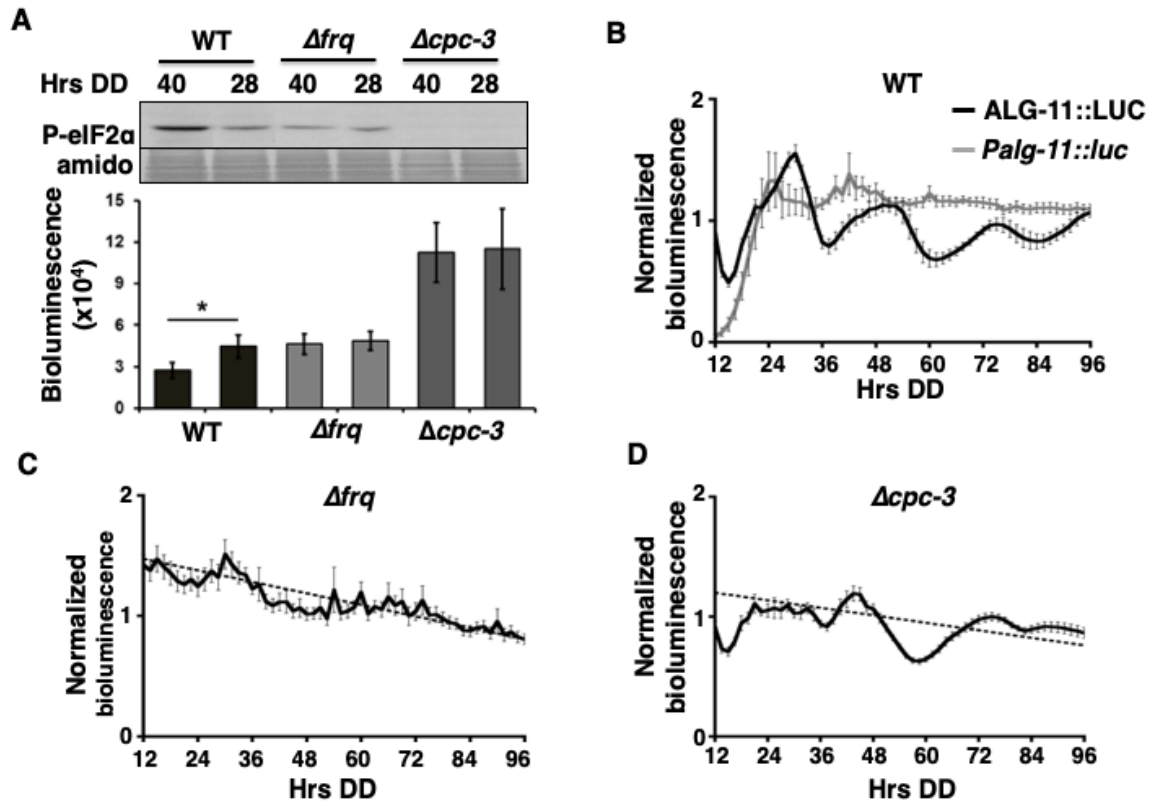 A
WT Δfrq Δcpc-3
Hrs DD 40 28 40 28 40 28
P-eIF2α
amido
Bioluminescence
(x10⁴)
15
12
9
6
3
0
*
WT Δfrq Δcpc-3
B
WT
ALG-11::LUC
Palg-11::luc
Normalized
bioluminescence
2
1
0
12 24 36 48 60 72 84 96
Hrs DD
C
Δfrq
Normalized
bioluminescence
2
1
0
12 24 36 48 60 72 84 96
Hrs DD
D
Δcpc-3
Normalized
bioluminescence
2
1
0
12 24 36 48 60 72 84 96
Hrs DD